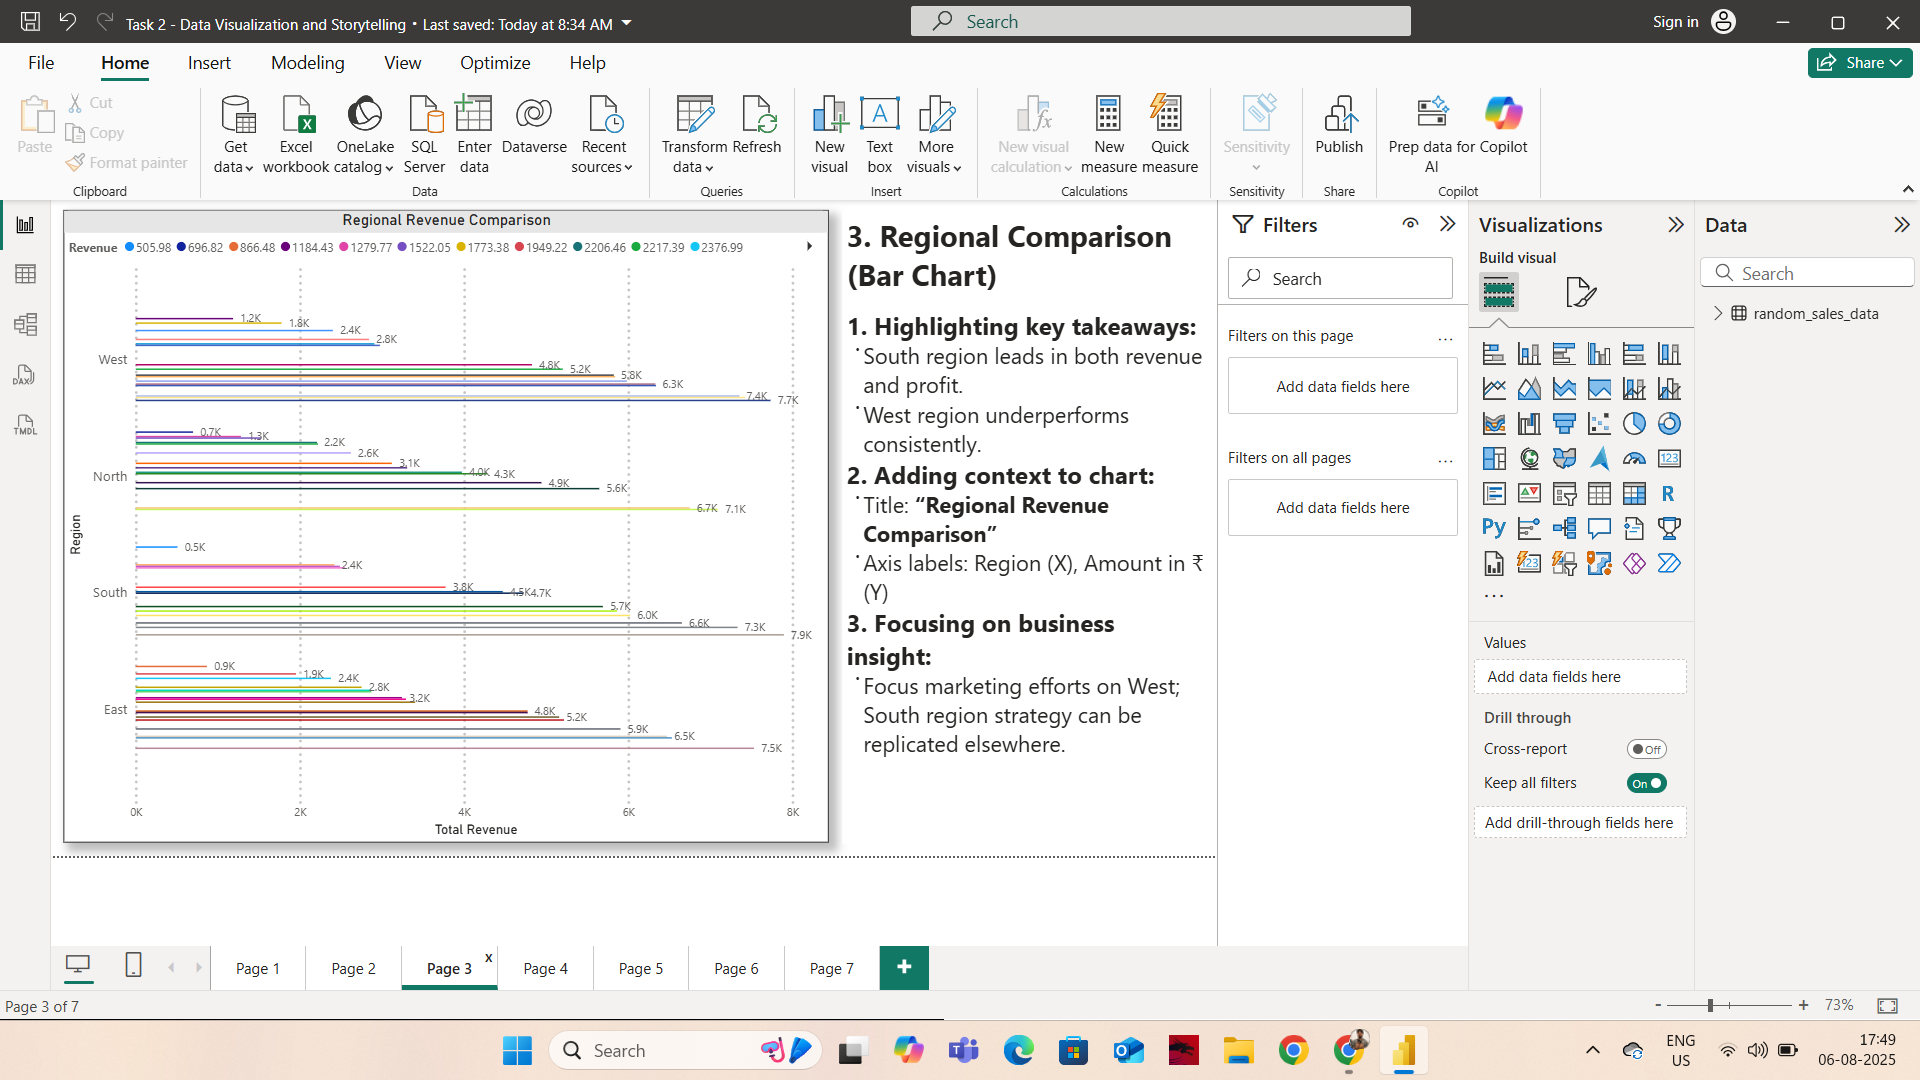 Task 2 - Data Visualization and Storytelling • Last saved: Today at 8:34 AM
Search
Sign in
File
Home
Insert
Modeling
View
Optimize
Help
Share
Paste
Cut
Copy
Format painter
Clipboard
Get data
Excel workbook
OneLake catalog
SQL Server
Enter data
Dataverse
Recent sources
Data
Transform data
Refresh
Queries
New visual
Text box
More visuals
Insert
New visual calculation
New measure
Quick measure
Calculations
Sensitivity
Sensitivity
Publish
Share
Prep data for AI
Copilot
Copilot
DAX
TMDL
Regional Revenue Comparison
Revenue 505.98 696.82 866.48 1184.43 1279.77 1522.05 1773.38 1949.22 2206.46 2217.39 2376.99
Region
West
1.2K
1.8K
2.4K
2.8K
4.8K
5.2K
5.8K
6.3K
7.4K
7.7K
North
0.7K
1.3K
2.2K
2.6K
3.1K
4.0K
4.3K
4.9K
5.6K
6.7K
7.1K
South
0.5K
2.4K
3.8K
4.5K
4.7K
5.7K
6.0K
6.6K
7.3K
7.9K
East
0.9K
1.9K
2.4K
2.8K
3.2K
4.8K
5.2K
5.9K
6.5K
7.5K
0K 2K 4K 6K 8K
Total Revenue
3. Regional Comparison
(Bar Chart)
1. Highlighting key takeaways:
South region leads in both revenue
and profit.
West region underperforms
consistently.
2. Adding context to chart:
Title: “Regional Revenue
Comparison”
Axis labels: Region (X), Amount in ₹
(Y)
3. Focusing on business
insight:
Focus marketing efforts on West;
South region strategy can be
replicated elsewhere.
Filters
Search
Filters on this page
...
Add data fields here
Filters on all pages
...
Add data fields here
Visualizations
Build visual
123
R
Py
123
...
Values
Add data fields here
Drill through
Cross-report
Off
Keep all filters
On
Add drill-through fields here
Data
Search
random_sales_data
Page 1
Page 2
Page 3
x
Page 4
Page 5
Page 6
Page 7
+
Page 3 of 7
- + 73%
Search
ENG
US
17:49
06-08-2025